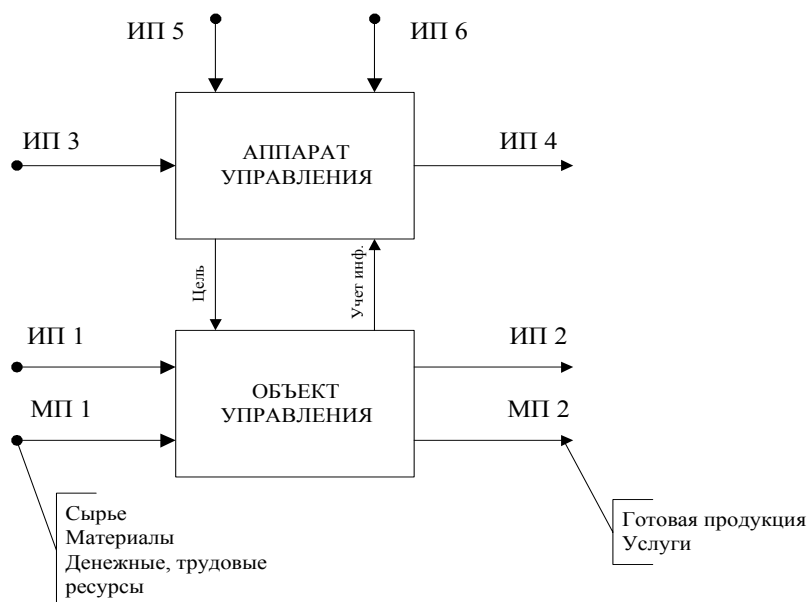 ИП 5
ИП 6
ИП 3
АППАРАТ
УПРАВЛЕНИЯ
ИП 4
Цель
Учет инф.
ИП 1
ИП 2
ОБЪЕКТ
УПРАВЛЕНИЯ
МП 1
МП 2
Сырье
Материалы
Денежные, трудовые
ресурсы
Готовая продукция
Услуги